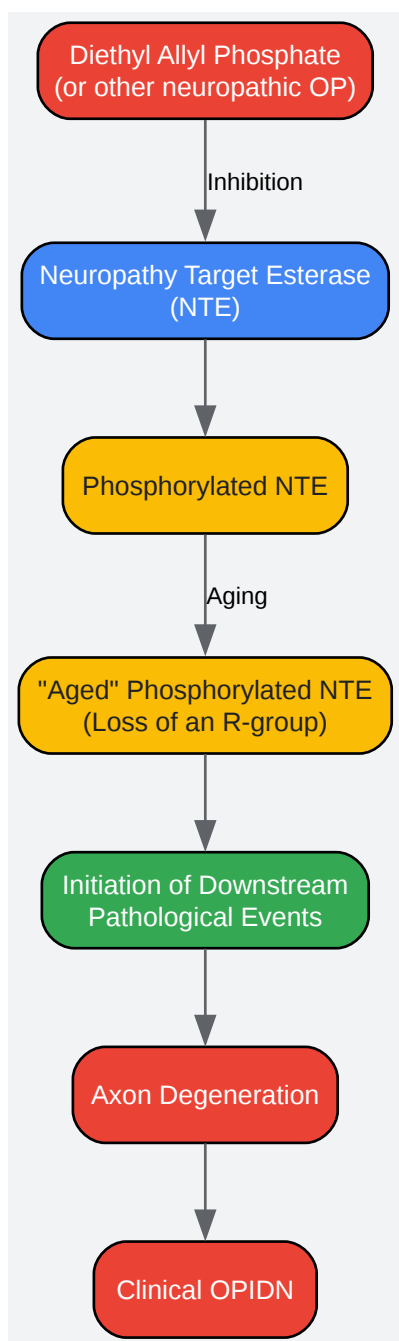 Diethyl Allyl Phosphate
(or other neuropathic OP)
Inhibition
Neuropathy Target Esterase
(NTE)
Phosphorylated NTE
Aging
"Aged" Phosphorylated NTE
(Loss of an R-group)
Initiation of Downstream
Pathological Events
Axon Degeneration
Clinical OPIDN